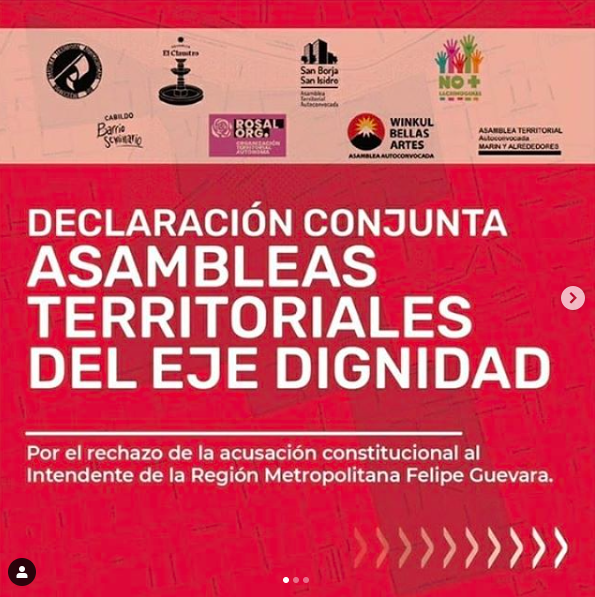 El Claustro
San Borja
San Isidro
Asamblea
Territorial
Autoconvocada
NO+
LACRIMÓGENAS
CABILDO
Barrio
Seminario
ROSAL
ORG.
ORGANIZACIÓN
TERRITORIAL
AUTÓNOMA
WINKUL
BELLAS
ARTES
ASAMBLEA AUTOCONVOCADA
ASAMBLEA TERRITORIAL
Autoconvocada
MARIN Y ALREDEDORES
DECLARACIÓN CONJUNTA
ASAMBLEAS
TERRITORIALES
DEL EJE DIGNIDAD
Por el rechazo de la acusación constitucional al
Intendente de la Región Metropolitana Felipe Guevara.